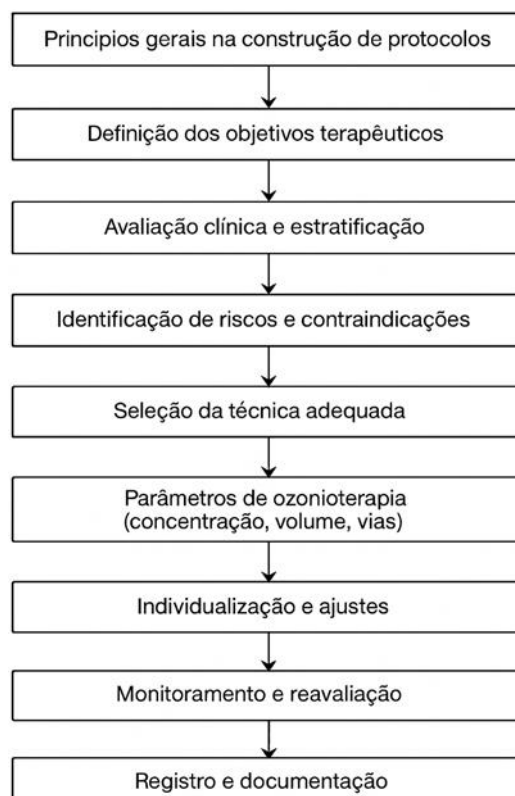 Principios gerais na construção de protocolos
Definição dos objetivos terapêuticos
Avaliação clínica e estratificação
Identificação de riscos e contraindicações
Seleção da técnica adequada
Parâmetros de ozonioterapia
(concentração, volume, vias)
Individualização e ajustes
Monitoramento e reavaliação
Registro e documentação